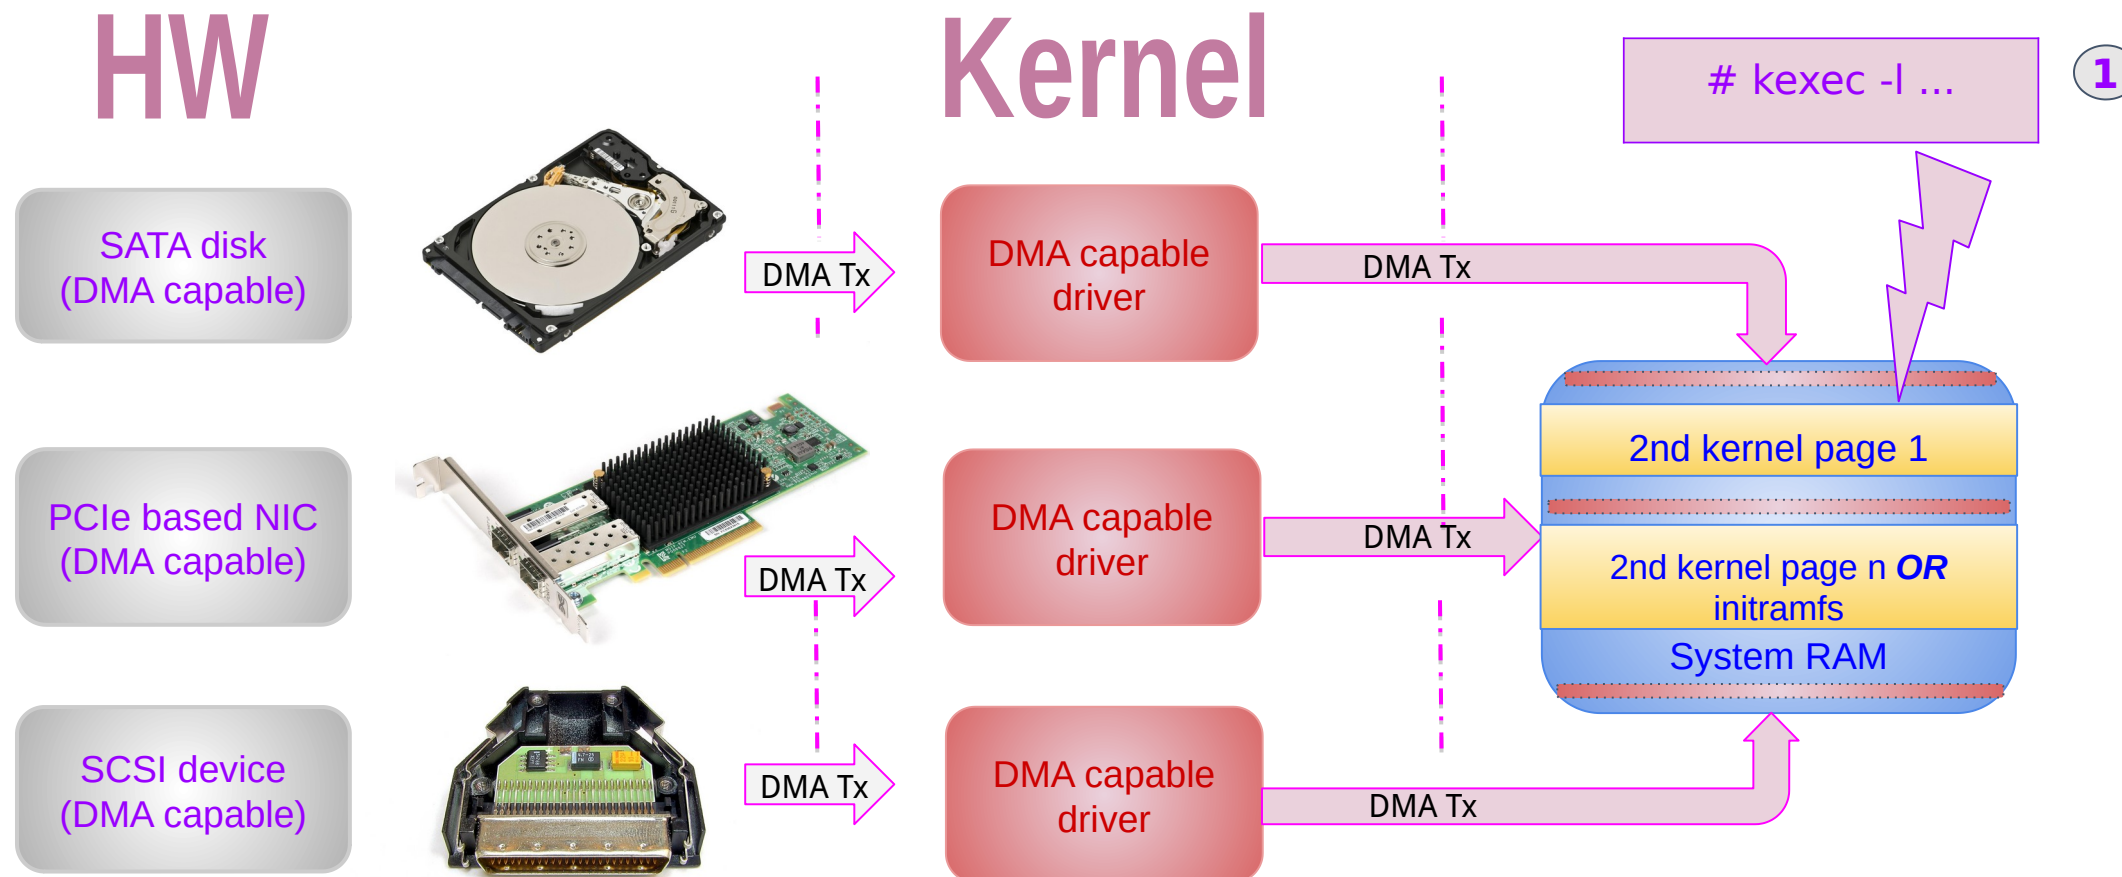 HW
Kernel
# kexec -l ...
1
SATA disk
(DMA capable)
DMA Tx
DMA capable
driver
DMA Tx
2nd kernel page 1
PCIe based NIC
(DMA capable)
DMA Tx
DMA capable
driver
DMA Tx
2nd kernel page n OR
initramfs
System RAM
SCSI device
(DMA capable)
DMA Tx
DMA capable
driver
DMA Tx